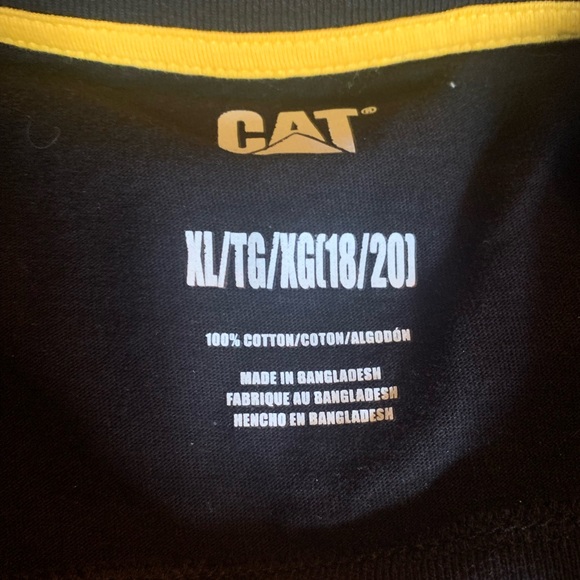 CAT®
XL/TG/XG(18/20)
100% COTTON/COTON/ALGODÓN
MADE IN BANGLADESH
FABRIQUE AU BANGLADESH
HENCHO EN BANGLADESH